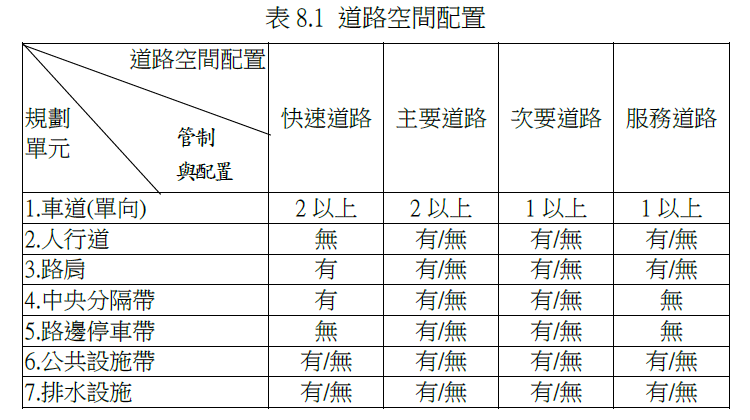 表 8.1 道路空間配置
道路空間配置
管制
與配置
規劃
單元
快速道路 主要道路 次要道路 服務道路
1.車道(單向) 2 以上 2 以上 1 以上 1 以上
2.人行道 無 有/無 有/無 有/無
3.路肩 有 有/無 有/無 有/無
4.中央分隔帶 有 有/無 有/無 無
5.路邊停車帶 無 有/無 有/無 無
6.公共設施帶 有/無 有/無 有/無 有/無
7.排水設施 有/無 有/無 有/無 有/無